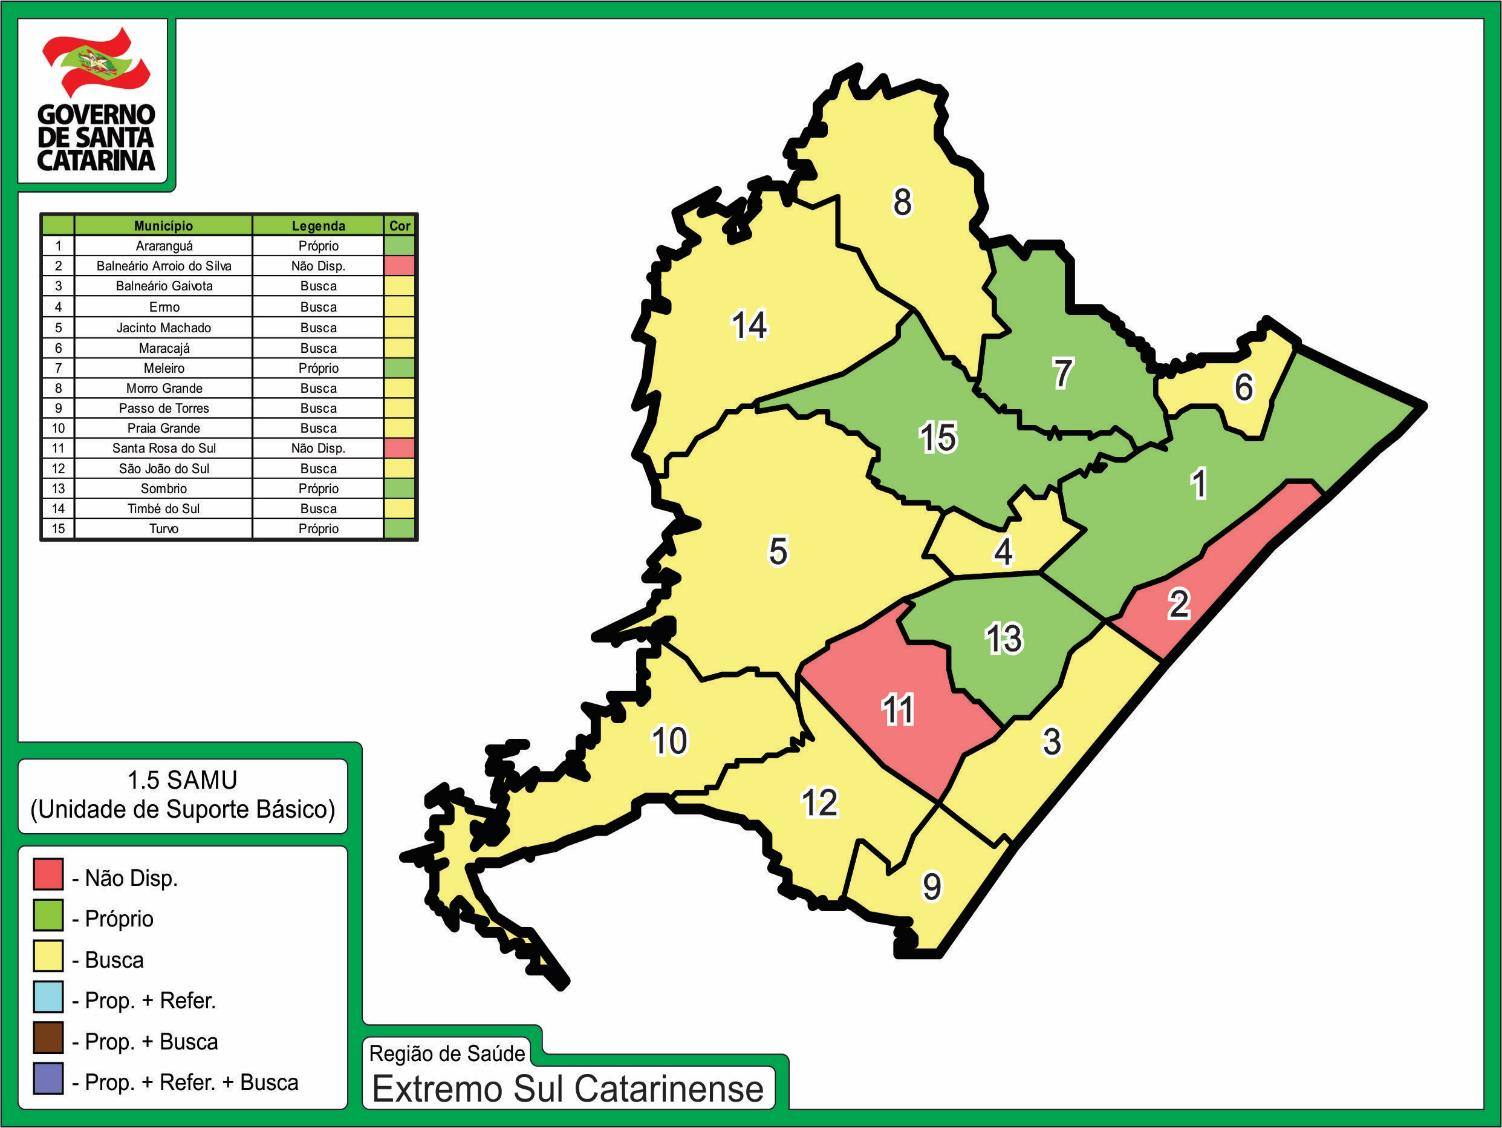 GOVERNO
DE SANTA
CATARINA
Município Legenda Cor
1 Araranguá Próprio
2 Balneário Arroio do Silva Não Disp.
3 Balneário Gaivota Busca
4 Ermo Busca
5 Jacinto Machado Busca
6 Maracajá Busca
7 Meleiro Próprio
8 Morro Grande Busca
9 Passo de Torres Busca
10 Praia Grande Busca
11 Santa Rosa do Sul Não Disp.
12 São João do Sul Busca
13 Sombrio Próprio
14 Timbé do Sul Busca
15 Turvo Próprio
8
14
7
6
15
1
5
4
2
13
11
10
3
12
9
1.5 SAMU
(Unidade de Suporte Básico)
- Não Disp.
- Próprio
- Busca
- Prop. + Refer.
- Prop. + Busca
- Prop. + Refer. + Busca
Região de Saúde
Extremo Sul Catarinense